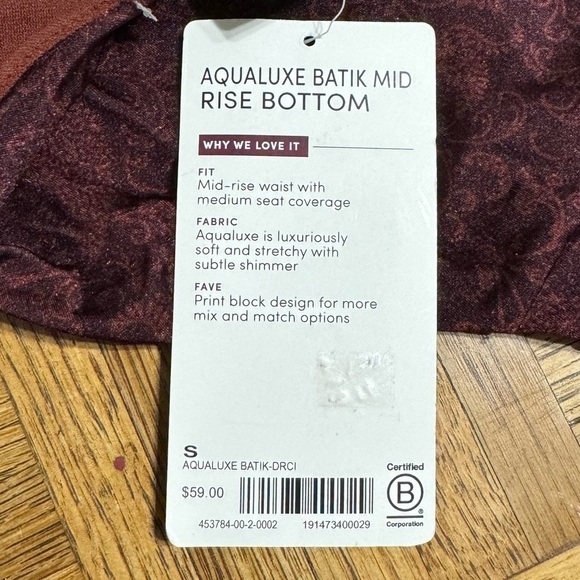 AQUALUXE BATIK MID
RISE BOTTOM
WHY WE LOVE IT
FIT
Mid-rise waist with
medium seat coverage
FABRIC
Aqualuxe is luxuriously
soft and stretchy with
subtle shimmer
FAVE
Print block design for more
mix and match options
S
AQUALUXE BATIK-DRCI
$59.00
453784-00-2-0002 191473400029
Certified
B
®
Corporation